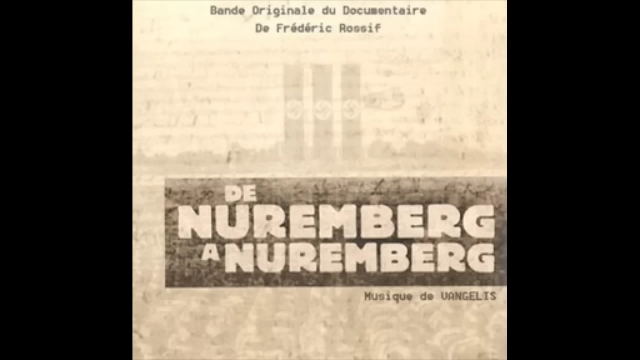 Bande Originale du Documentaire
De Frédéric Rossif
DE
NUREMBERG
A NUREMBERG
Musique de VANGELIS